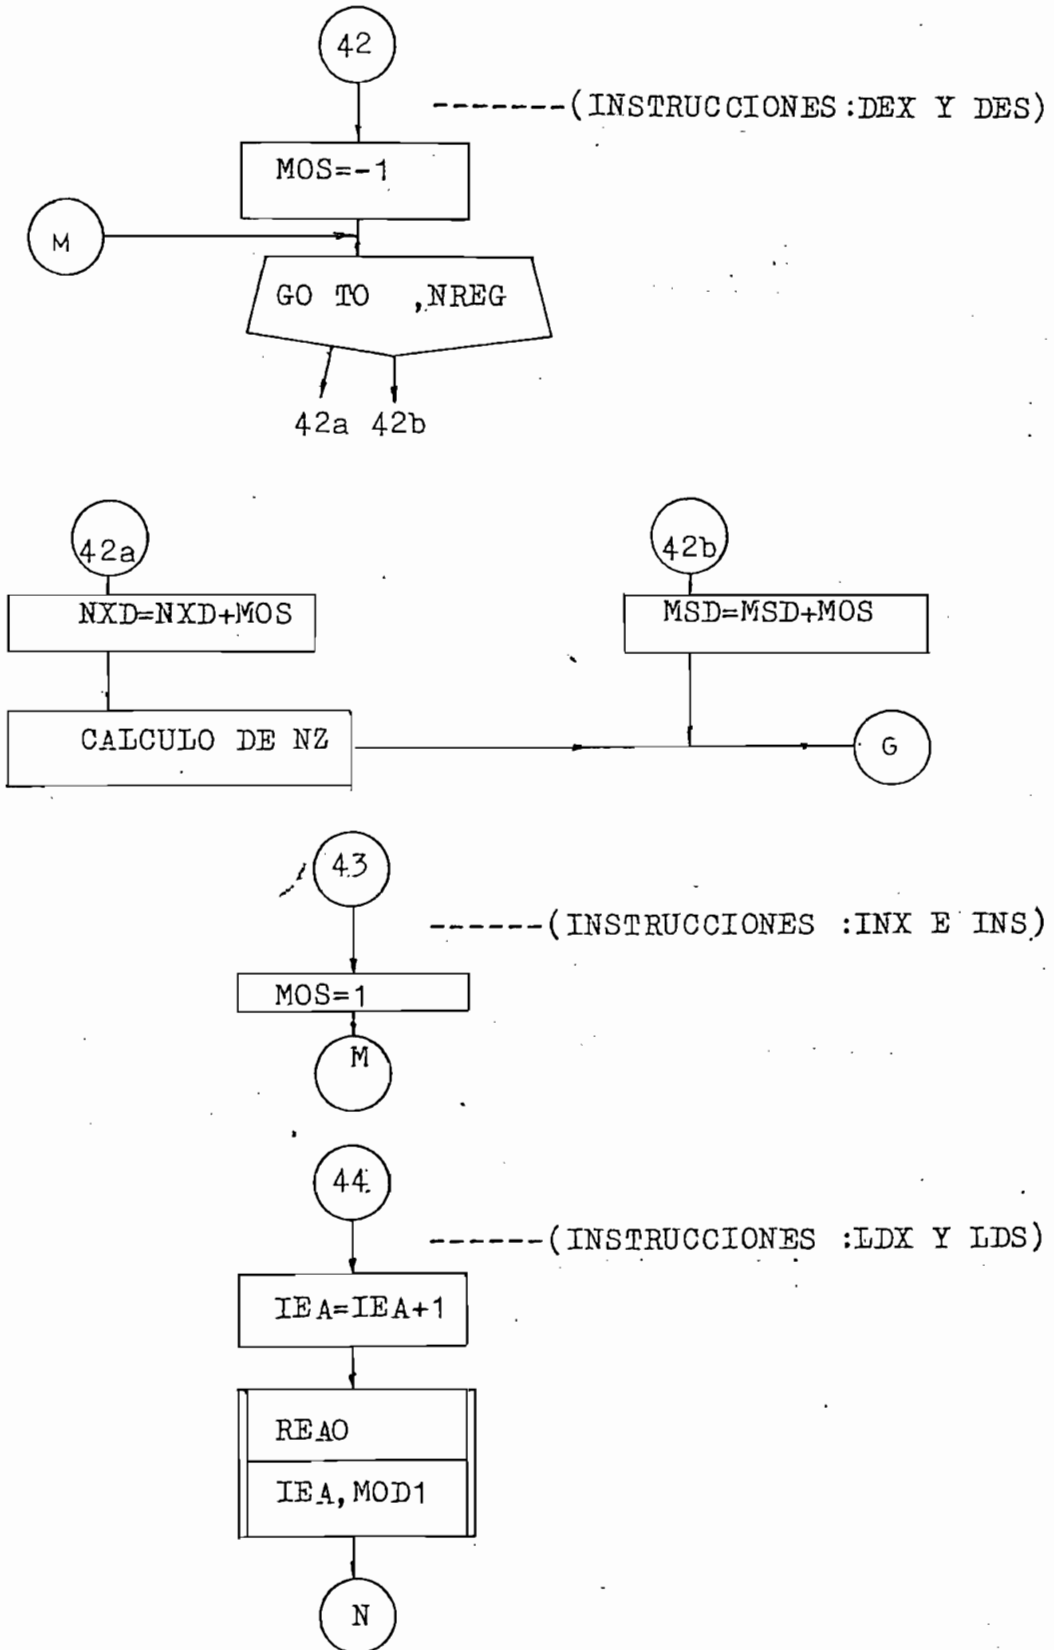 42
-------(INSTRUCCIONES :DEX Y DES)
MOS=-1
M
GO TO ,NREG
42a 42b
42a
42b
NXD=NXD+MOS
MSD=MSD+MOS
CALCULO DE NZ
G
43
------(INSTRUCCIONES :INX E INS)
MOS=1
M
44
------(INSTRUCCIONES :LDX Y LDS)
IEA=IEA+1
REAO
IEA,MOD1
N